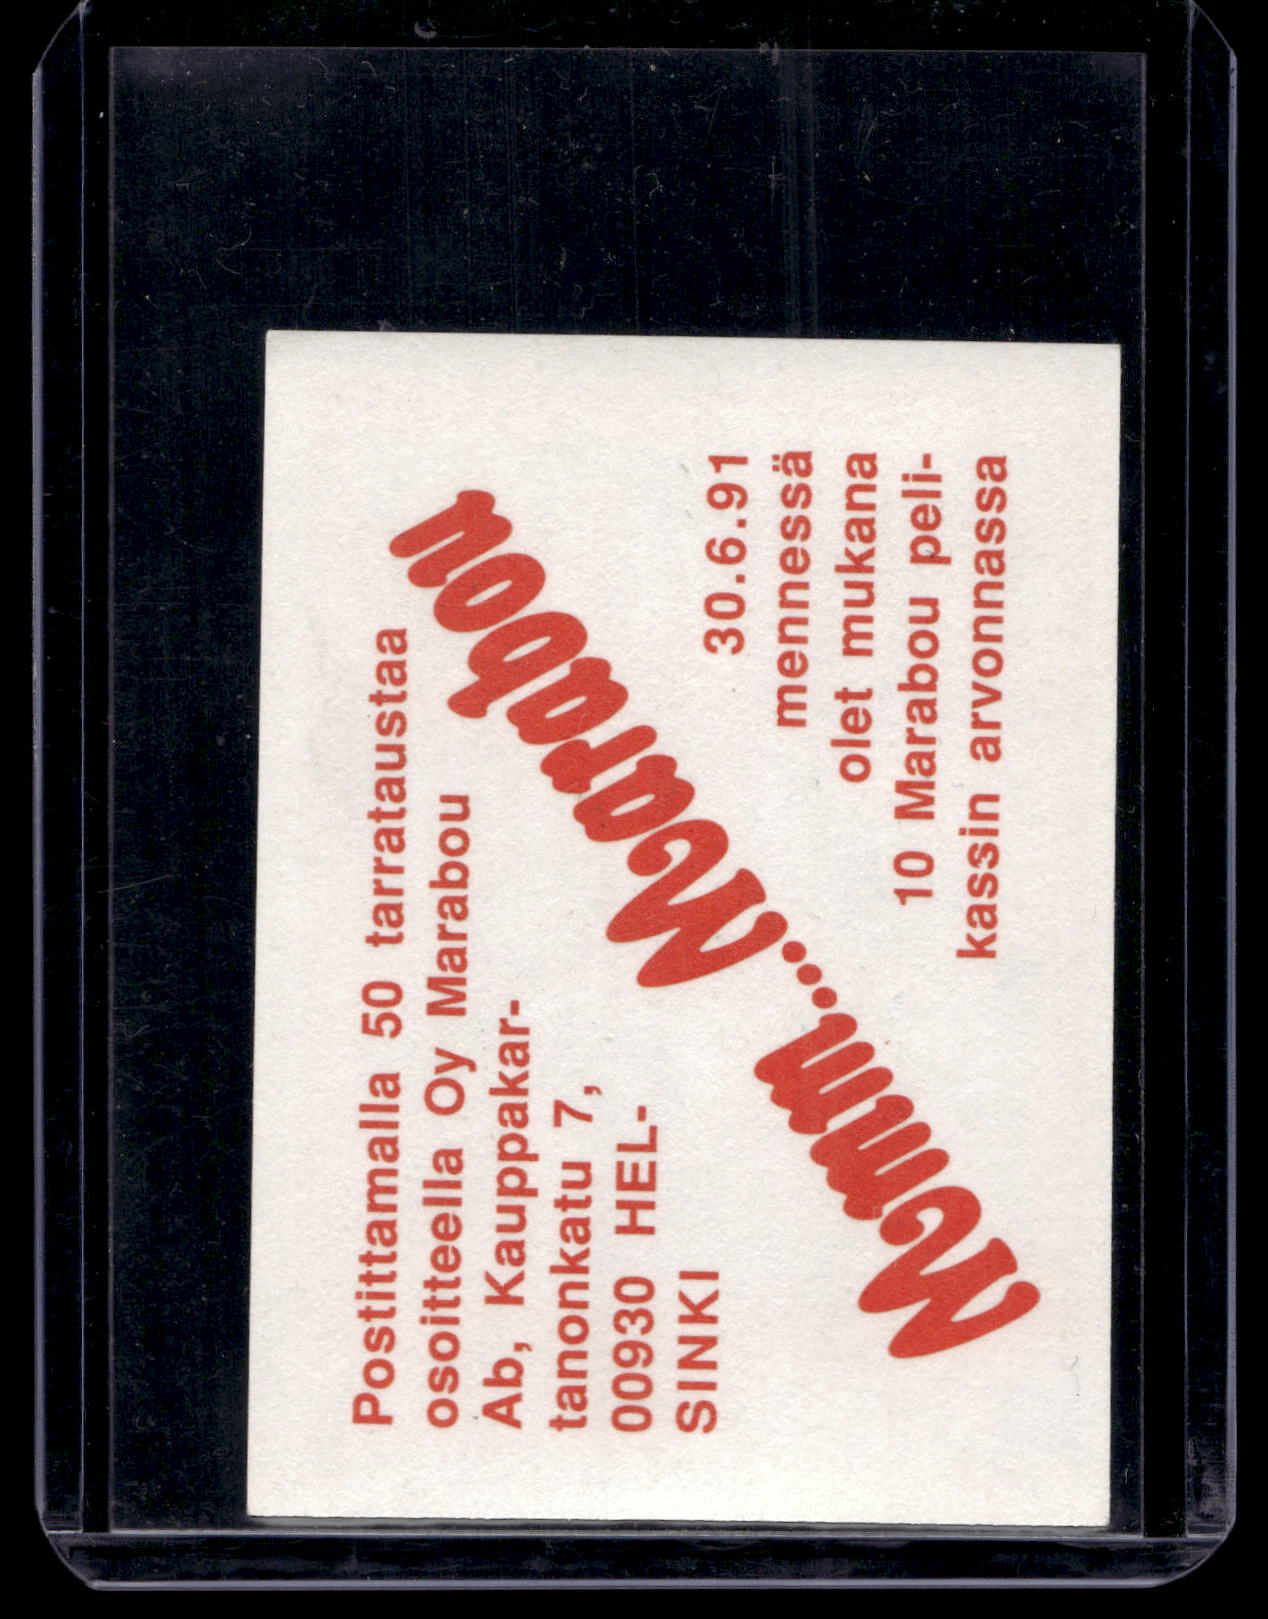 Postittamalla 50 tarrataustaa
osoitteella Oy Marabou
Ab, Kauppakar-
tanonkatu 7,
00930 HEL-
SINKI
Mmm...Marabou
30.6.91
mennessä
olet mukana
10 Marabou peli-
kassin arvonnassa